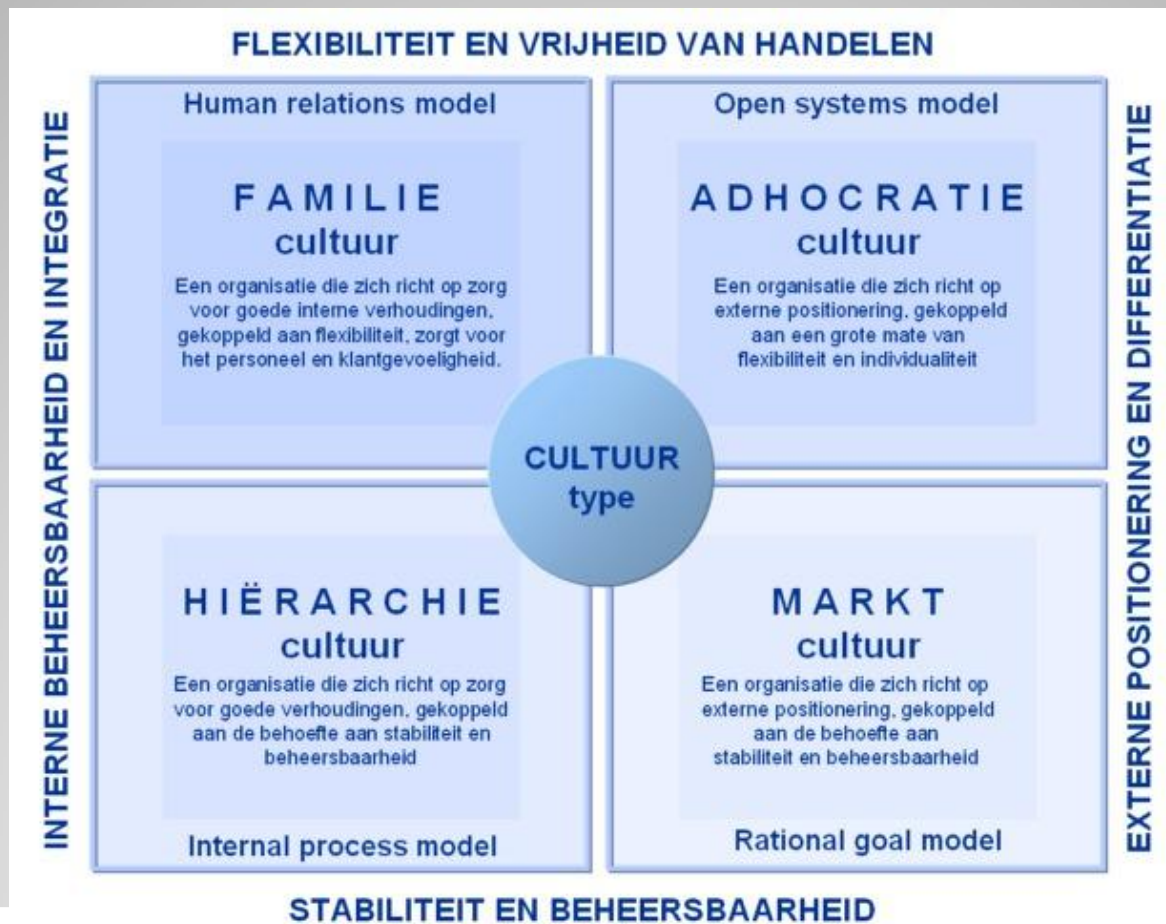 FLEXIBILITEIT EN VRIJHEID VAN HANDELEN
INTERNE BEHEERSBAARHEID EN INTEGRATIE
Human relations model
FAMILIE
cultuur
Een organisatie die zich richt op zorg
voor goede interne verhoudingen,
gekoppeld aan flexibiliteit, zorgt voor
het personeel en klantgevoeligheid.
Open systems model
ADHOCRATIE
cultuur
Een organisatie die zich richt op
externe positionering, gekoppeld
aan een grote mate van
flexibiliteit en individualiteit
CULTUUR
type
HIËRARCHIE
cultuur
Een organisatie die zich richt op zorg
voor goede verhoudingen, gekoppeld
aan de behoefte aan stabiliteit en
beheersbaarheid
Internal process model
MARKT
cultuur
Een organisatie die zich richt op
externe positionering, gekoppeld
aan de behoefte aan
stabiliteit en beheersbaarheid
Rational goal model
EXTERNE POSITIONERING EN DIFFERENTIATIE
STABILITEIT EN BEHEERSBAARHEID